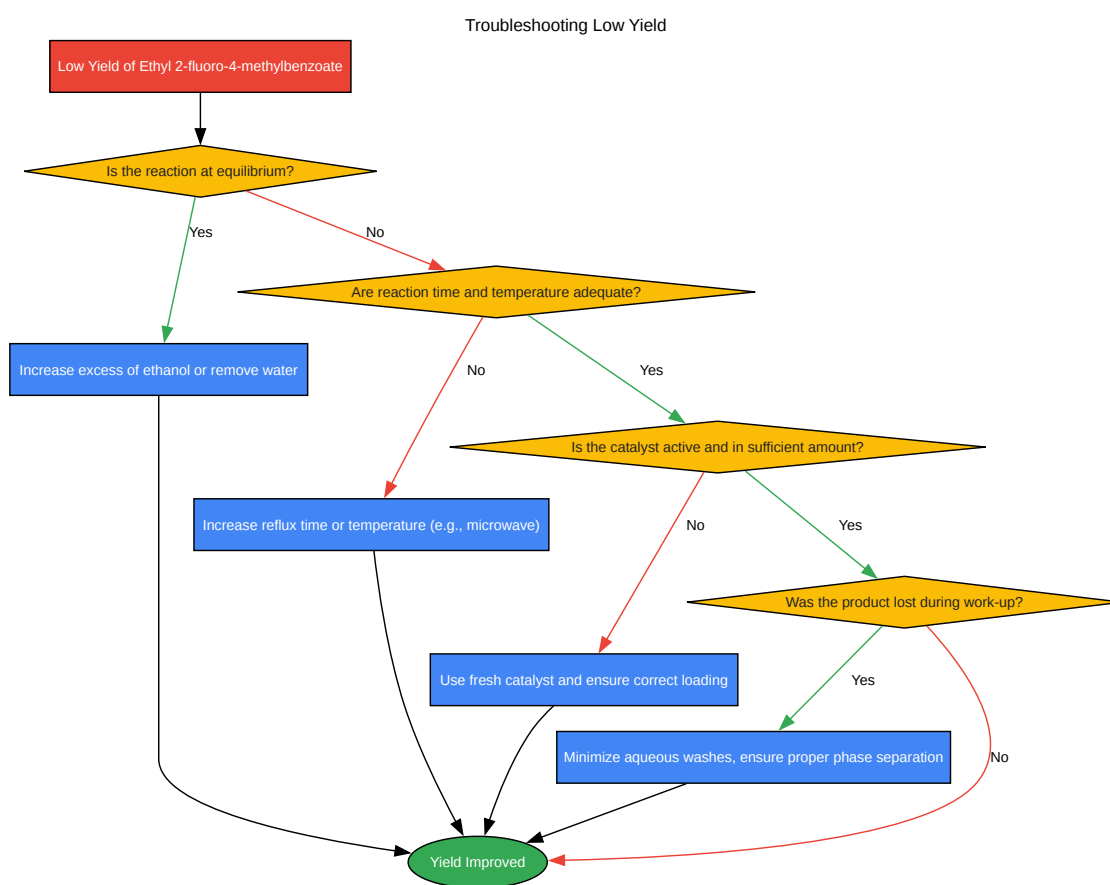 Troubleshooting Low Yield
Low Yield of Ethyl 2-fluoro-4-methylbenzoate
Is the reaction at equilibrium?
Yes
No
Are reaction time and temperature adequate?
Increase excess of ethanol or remove water
No
Yes
Is the catalyst active and in sufficient amount?
Increase reflux time or temperature (e.g., microwave)
No
Yes
Was the product lost during work-up?
Use fresh catalyst and ensure correct loading
Yes
Minimize aqueous washes, ensure proper phase separation
No
Yield Improved